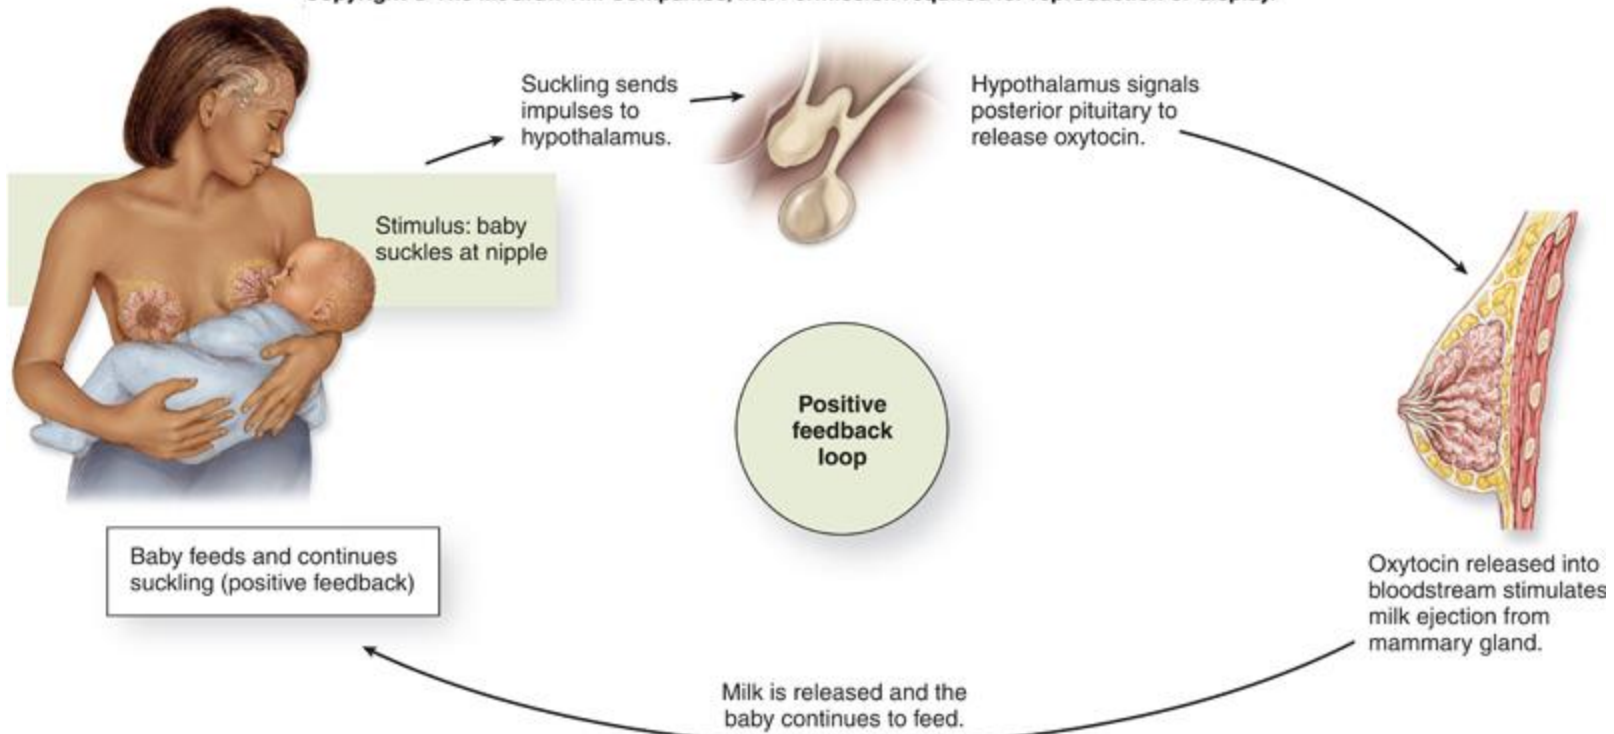 Suckling sends
impulses to
hypothalamus.
Hypothalamus signals
posterior pituitary to
release oxytocin.
Stimulus: baby
suckles at nipple
Positive
feedback
loop
Baby feeds and continues
suckling (positive feedback)
Oxytocin released into
bloodstream stimulates
milk ejection from
mammary gland.
Milk is released and the
baby continues to feed.